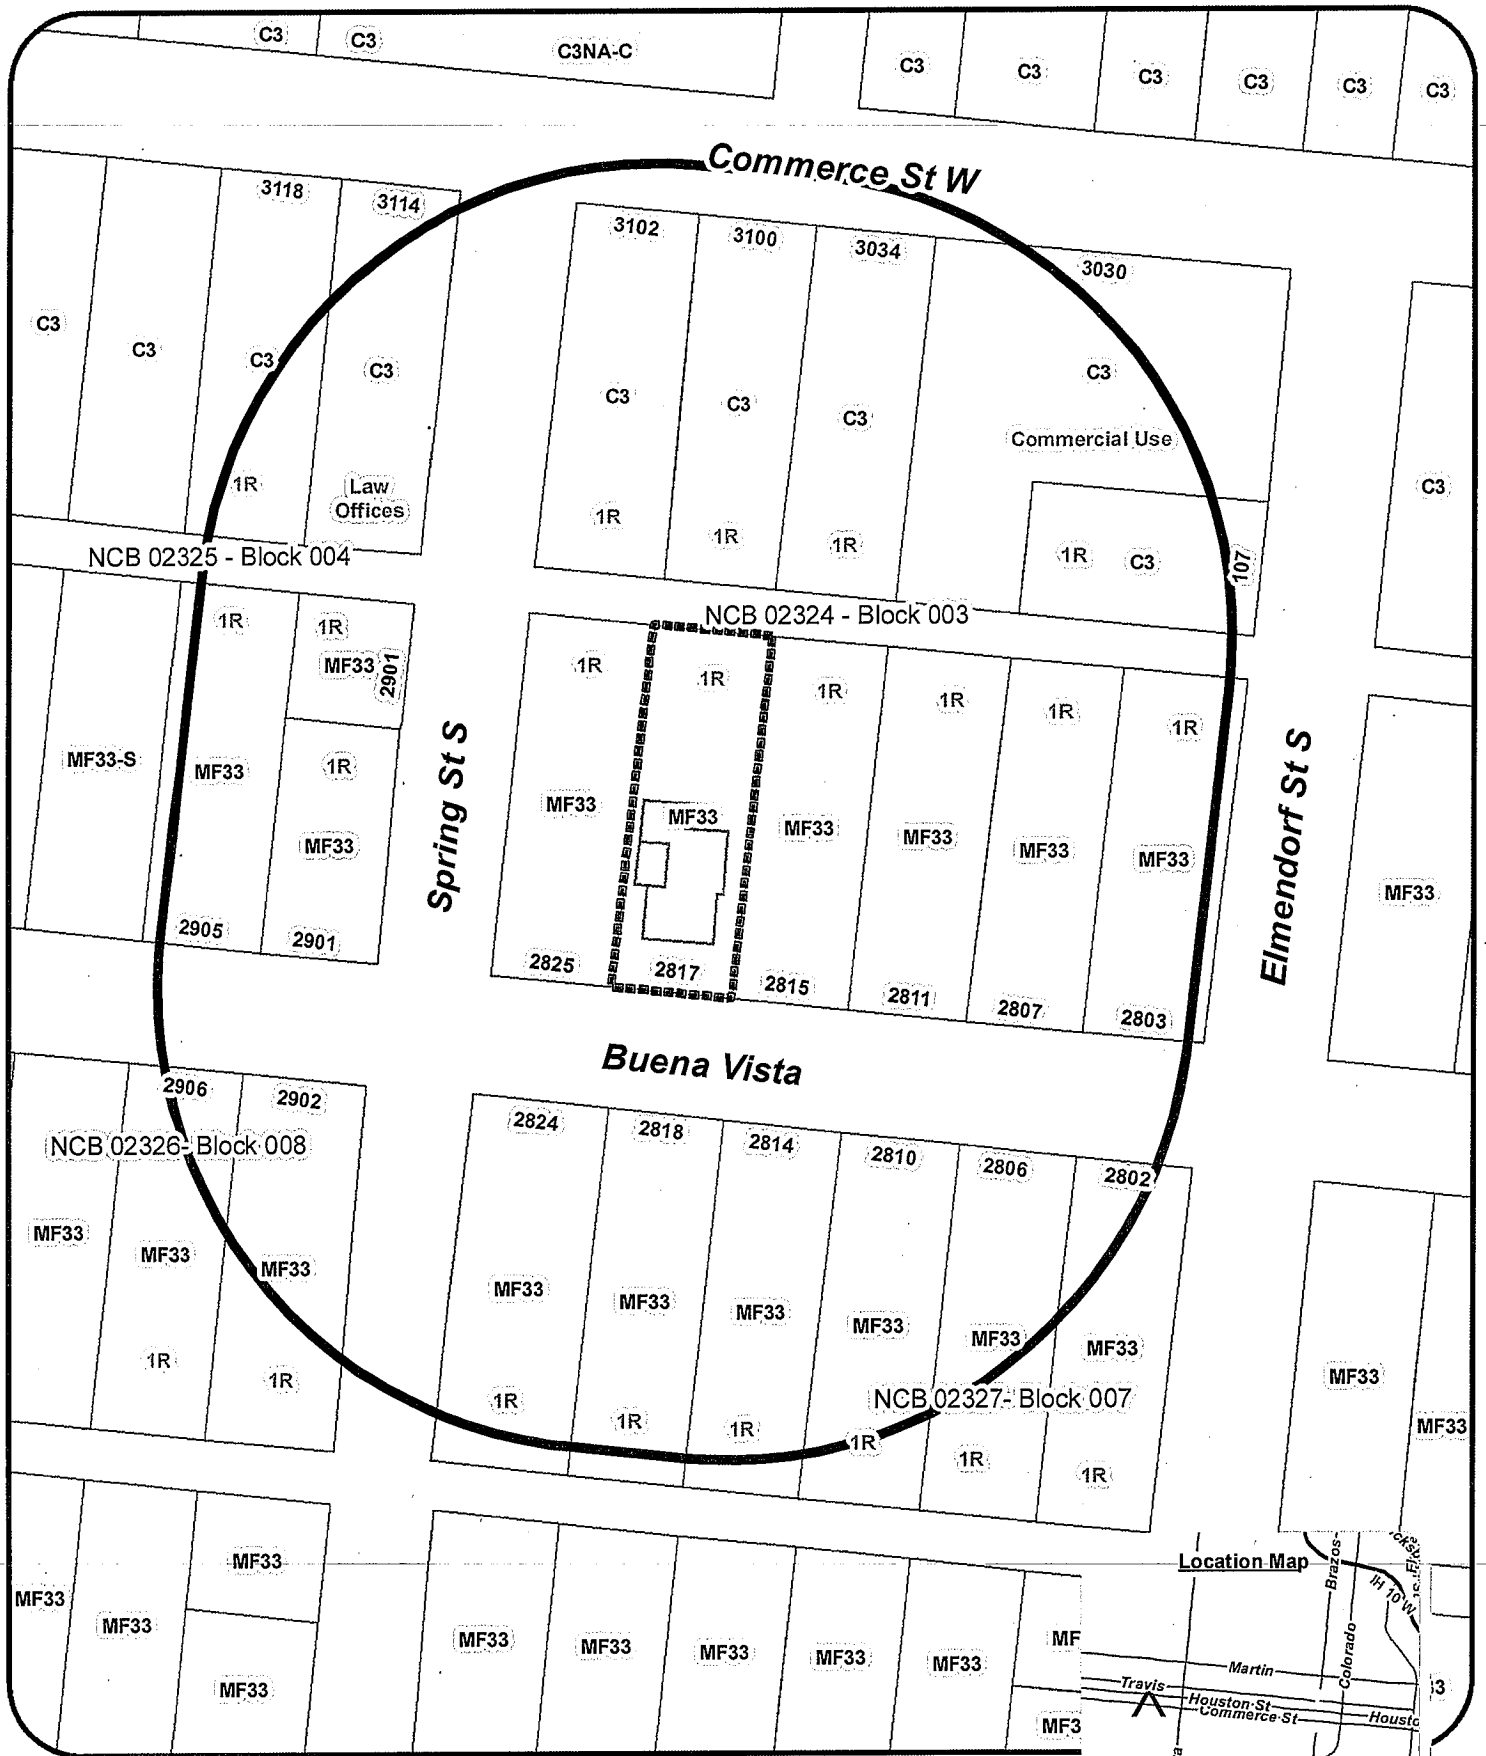 C3
C3
C3NA-C
C3
C3
C3
C3
C3
C3
Commerce St W
3118
3114
3102
3100
3034
3030
C3
C3
C3
C3
C3
C3
C3
C3
Commercial Use
C3
1R
Law
Offices
1R
1R
1R
1R
C3
107
NCB 02325 - Block 004
NCB 02324 - Block 003
1R
1R
MF33
2901
1R
1R
1R
1R
1R
1R
MF33-S
MF33
1R
MF33
Spring St S
MF33
MF33
MF33
MF33
MF33
MF33
Elmendorf St S
MF33
2905
2901
2825
2817
2815
2811
2807
2803
Buena Vista
2906
2902
2824
2818
2814
2810
2806
2802
NCB 02326- Block 008
MF33
MF33
MF33
MF33
MF33
MF33
MF33
MF33
MF33
MF33
MF33
1R
1R
1R
1R
1R
1R
1R
1R
NCB 02327- Block 007
MF33
MF33
MF33
MF33
MF33
MF33
MF33
MF33
MF33
MF
MF3
Location Map
Brazos
IH 10 W
Colorado
Martin
Travis
Houston St
Commerce St
Housto
33